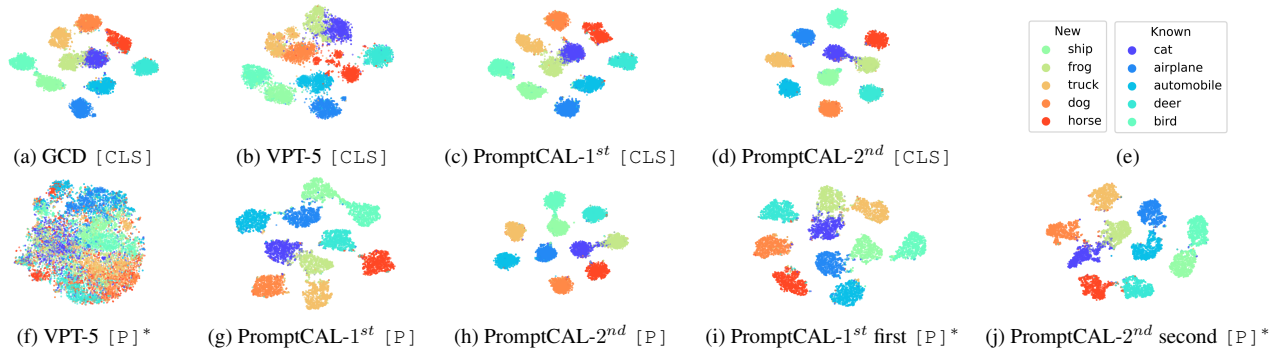 New
ship
frog
truck
dog
horse
Known
cat
airplane
automobile
deer
bird
(a) GCD [CLS]
(b) VPT-5 [CLS]
(c) PromptCAL-1st [CLS]
(d) PromptCAL-2nd [CLS]
(e)
(f) VPT-5 [P]*
(g) PromptCAL-1st [P]
(h) PromptCAL-2nd [P]
(i) PromptCAL-1st first [P]*
(j) PromptCAL-2nd second [P]*